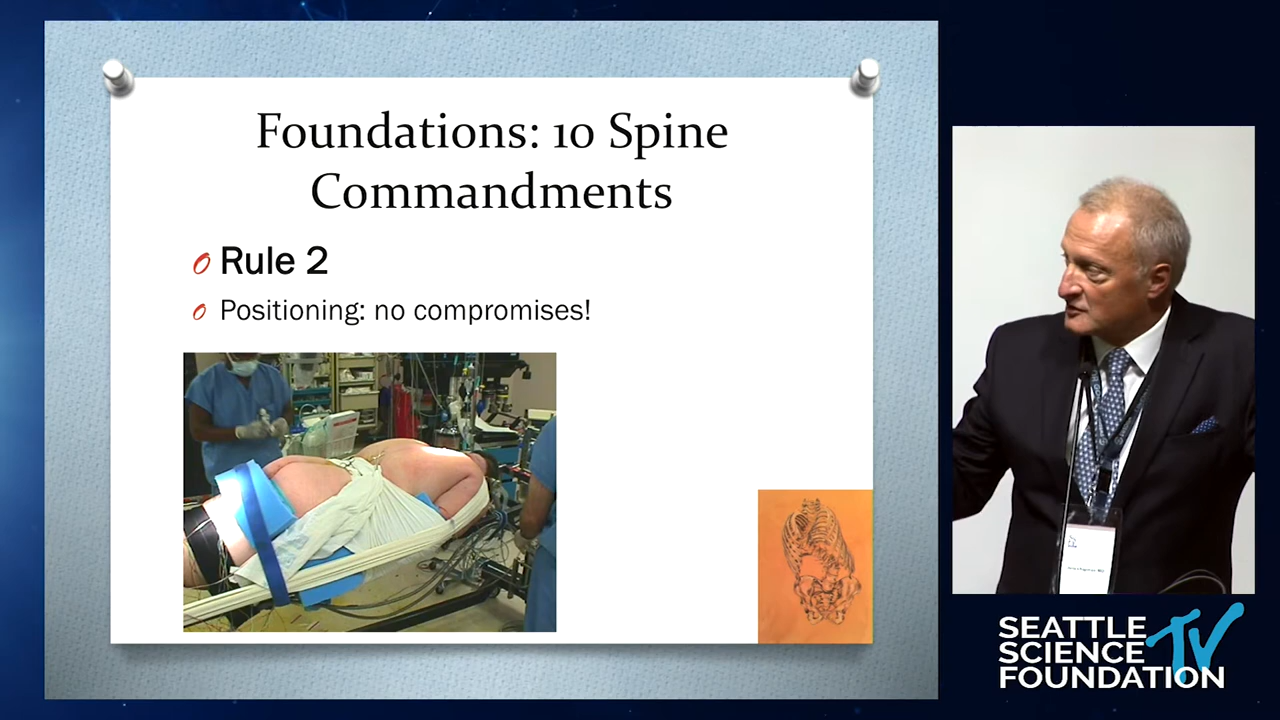 Foundations: 10 Spine
Commandments
Rule 2
Positioning: no compromises!
SEATTLE
SCIENCE
FOUNDATION
TV